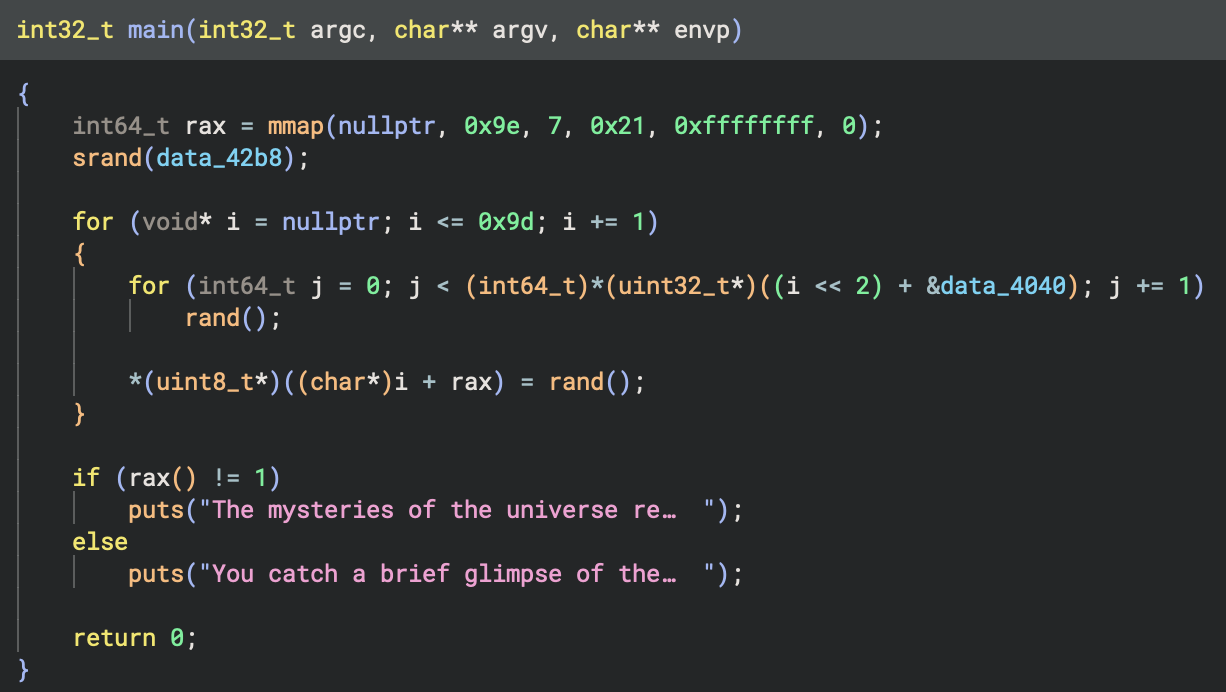 int32_t main(int32_t argc, char** argv, char** envp)
{
int64_t rax = mmap(nullptr, 0x9e, 7, 0x21, 0xffffffff, 0);
srand(data_42b8);
for (void* i = nullptr; i <= 0x9d; i += 1)
{
for (int64_t j = 0; j < (int64_t)*(uint32_t*)((i << 2) + &data_4040); j += 1)
rand();
*(uint8_t*)((char*)i + rax) = rand();
}
if (rax() != 1)
puts("The mysteries of the universe re… ");
else
puts("You catch a brief glimpse of the… ");
return 0;
}